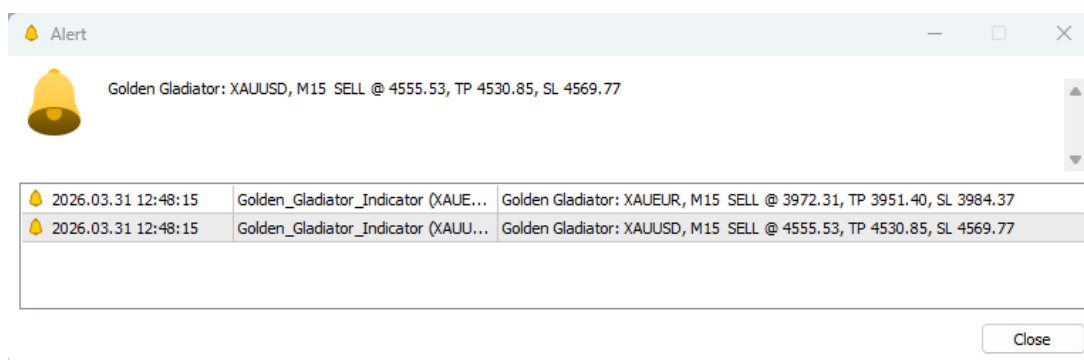 Alert
Golden Gladiator: XAUUSD, M15 SELL @ 4555.53, TP 4530.85, SL 4569.77
2026.03.31 12:48:15 Golden_Gladiator_Indicator (XAUE... Golden Gladiator: XAUEUR, M15 SELL @ 3972.31, TP 3951.40, SL 3984.37
2026.03.31 12:48:15 Golden_Gladiator_Indicator (XAUU... Golden Gladiator: XAUUSD, M15 SELL @ 4555.53, TP 4530.85, SL 4569.77
Close